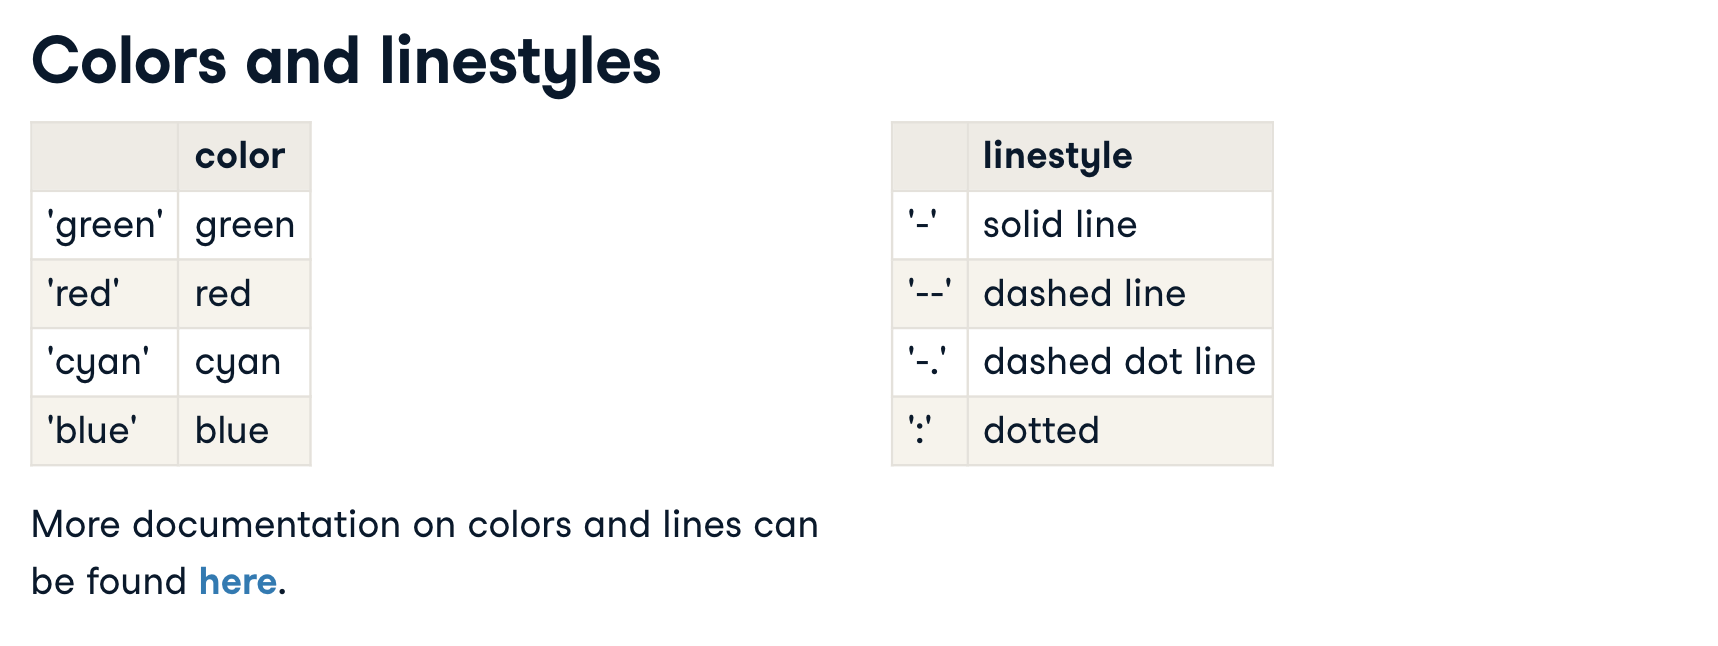 Colors and linestyles
color
'green' green
'red' red
'cyan' cyan
'blue' blue
linestyle
'-' solid line
'--' dashed line
'-.' dashed dot line
':' dotted
More documentation on colors and lines can
be found here.